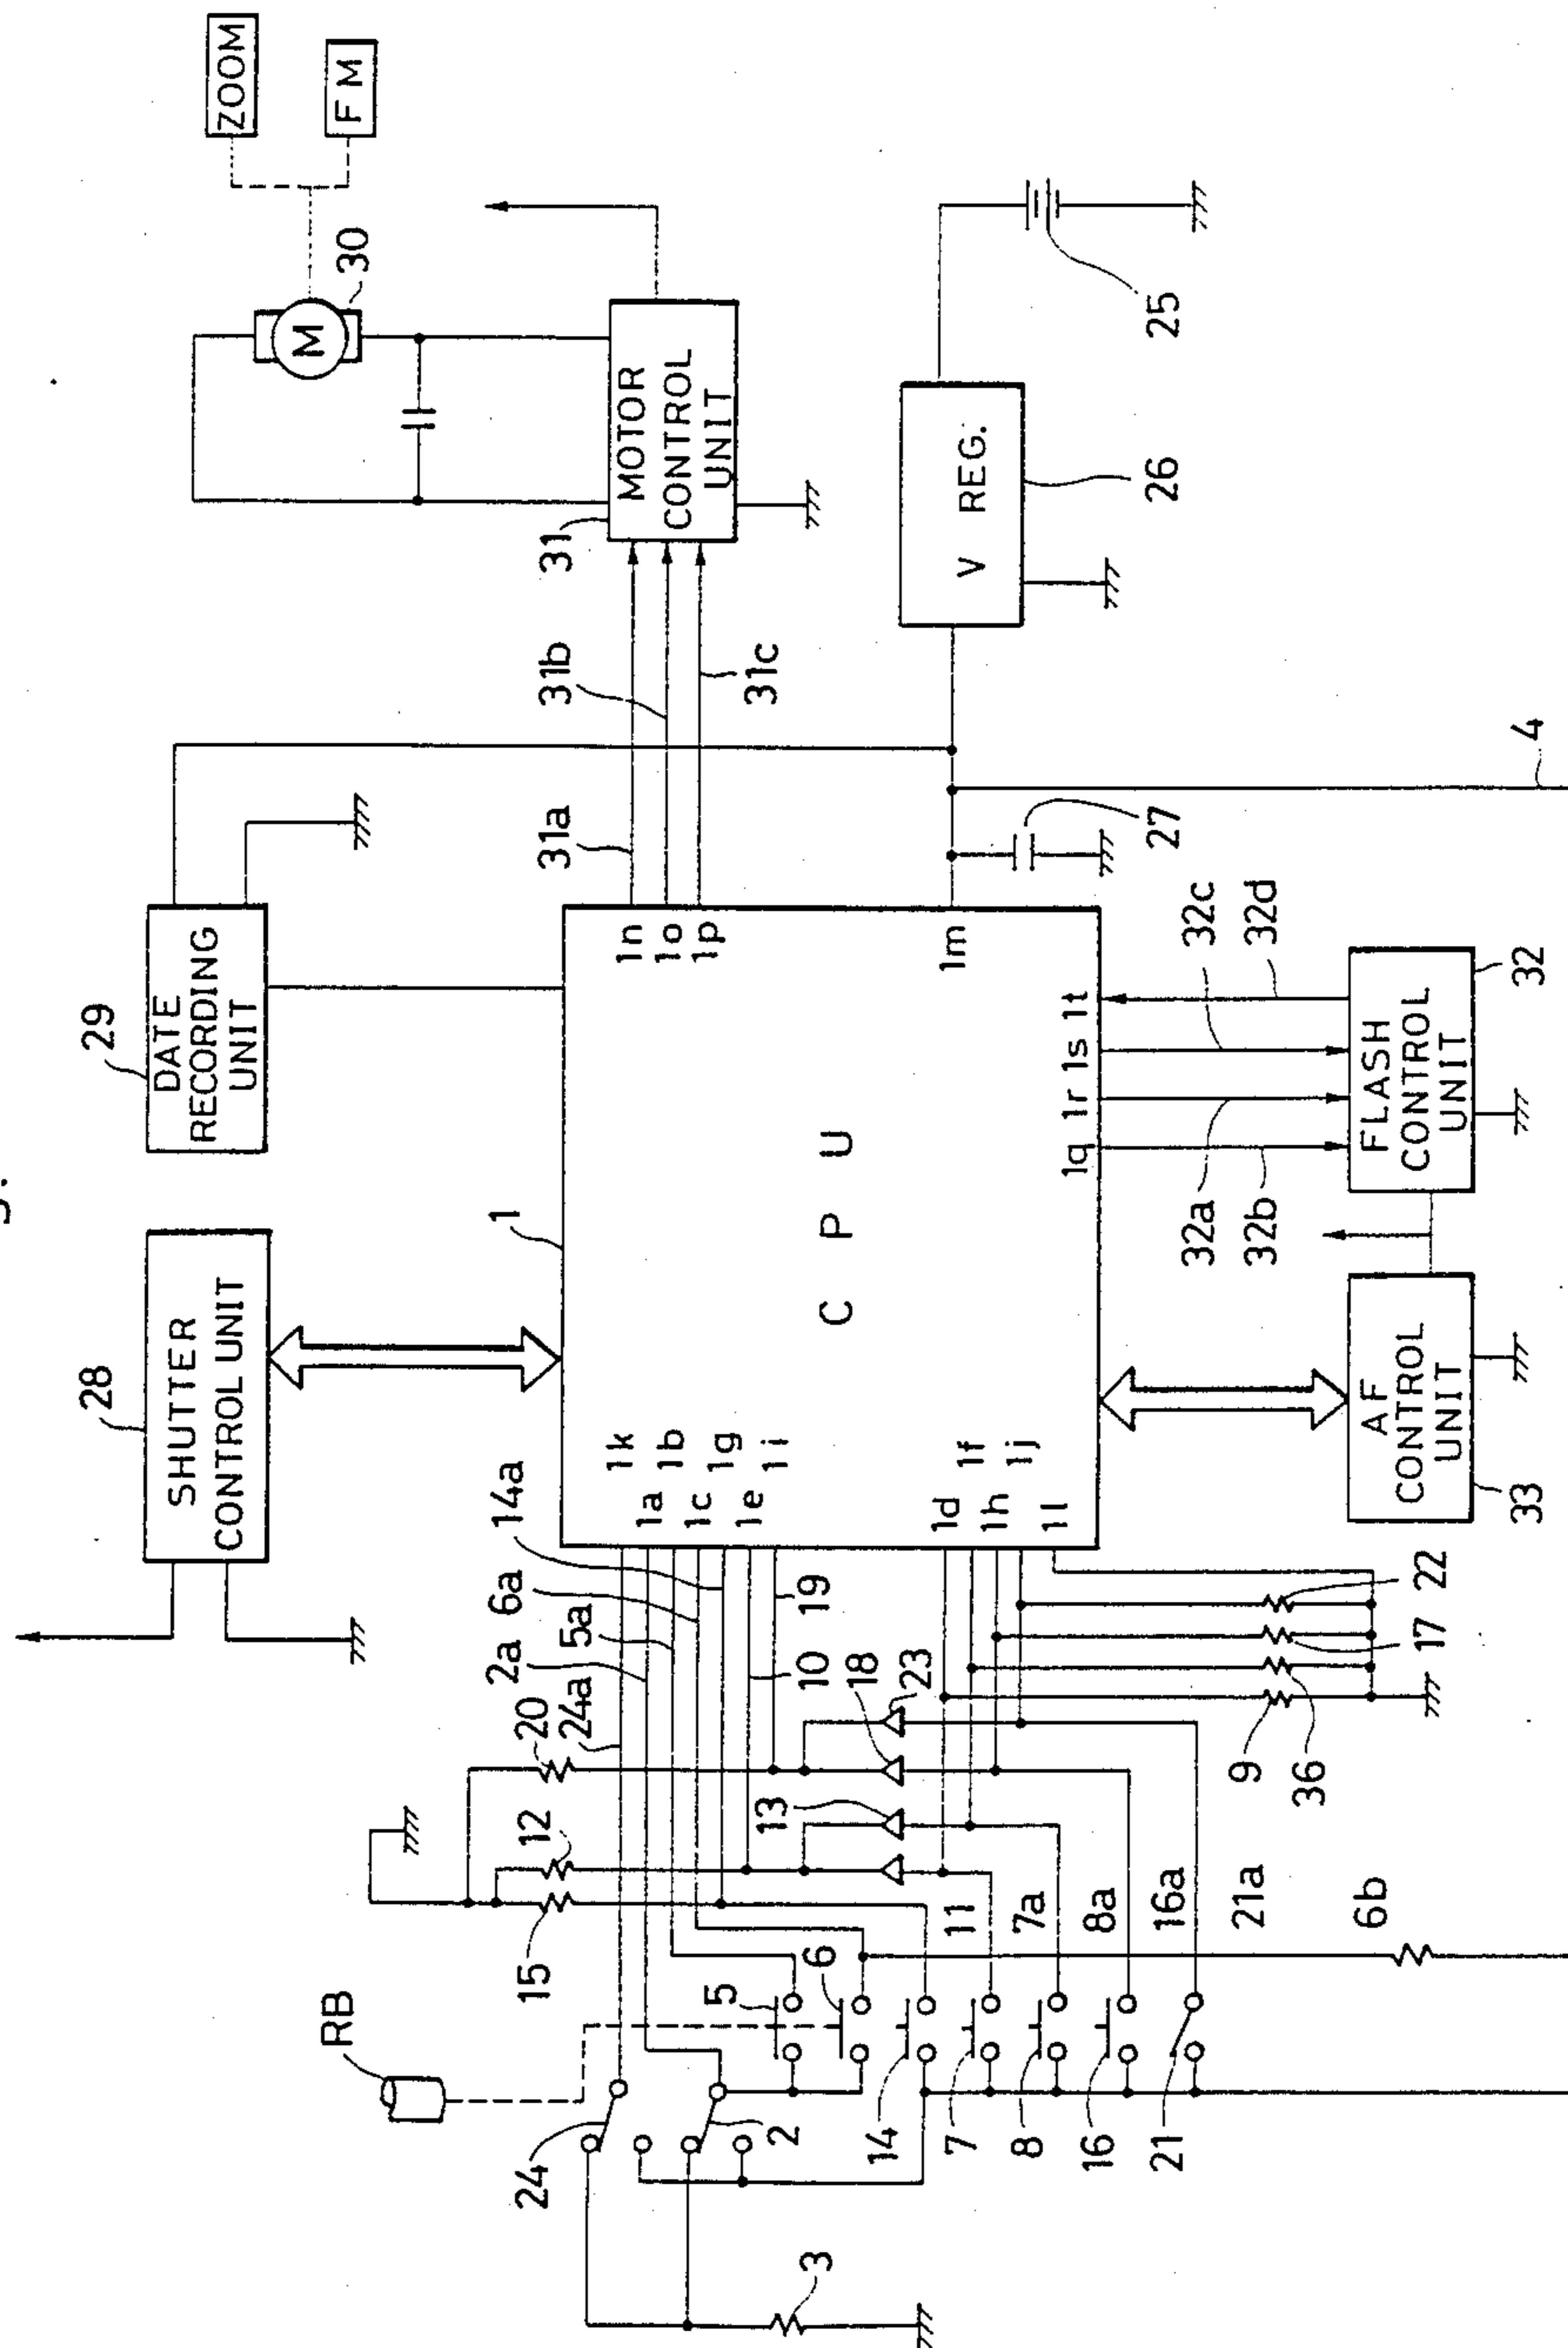 ZOOM
F M
30
M
MOTOR
CONTROL
UNIT
31
31a
31b
31c
25
V REG.
26
27
4
29
DATE
RECORDING
UNIT
28
SHUTTER
CONTROL UNIT
1
C P U
1n
1o
1p
1m
1q 1r 1s 1t
1k
1a
1b
1c
1g
1e
1i
1d
1f
1h
1j
1l
32a
32b
32c
32d
FLASH
CONTROL
UNIT
32
AF
CONTROL
UNIT
33
14a
6a
5a
2a
24a
20
12
15
19
10
18
23
13
22
17
36
9
11
7a
8a
16a
21a
6b
RB
5
6
14
7
8
16
21
24
2
3